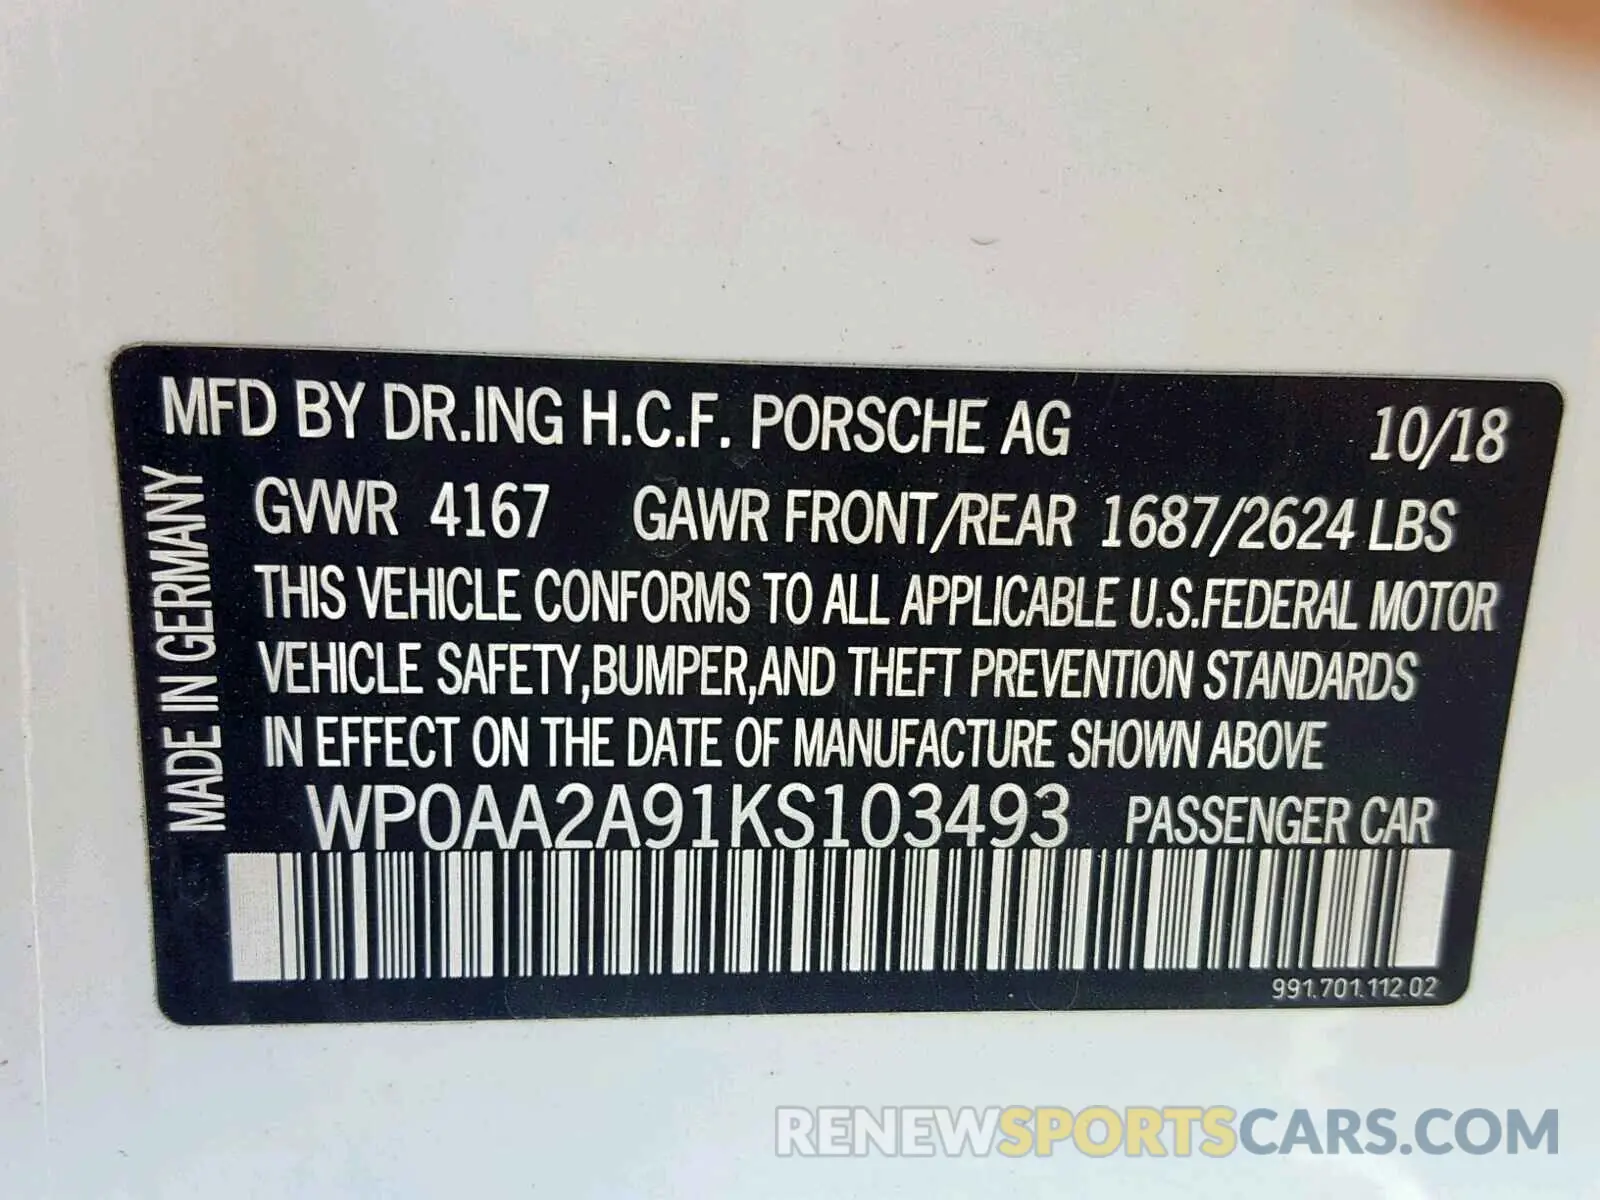 MFD BY DR.ING H.C.F. PORSCHE AG 10/18
GVWR 4167 GAWR FRONT/REAR 1687/2624 LBS
THIS VEHICLE CONFORMS TO ALL APPLICABLE U.S.FEDERAL MOTOR
VEHICLE SAFETY,BUMPER,AND THEFT PREVENTION STANDARDS
IN EFFECT ON THE DATE OF MANUFACTURE SHOWN ABOVE
WP0AA2A91KS103493 PASSENGER CAR
991.701.112.02
MADE IN GERMANY
RENEWSPORTSCARS.COM